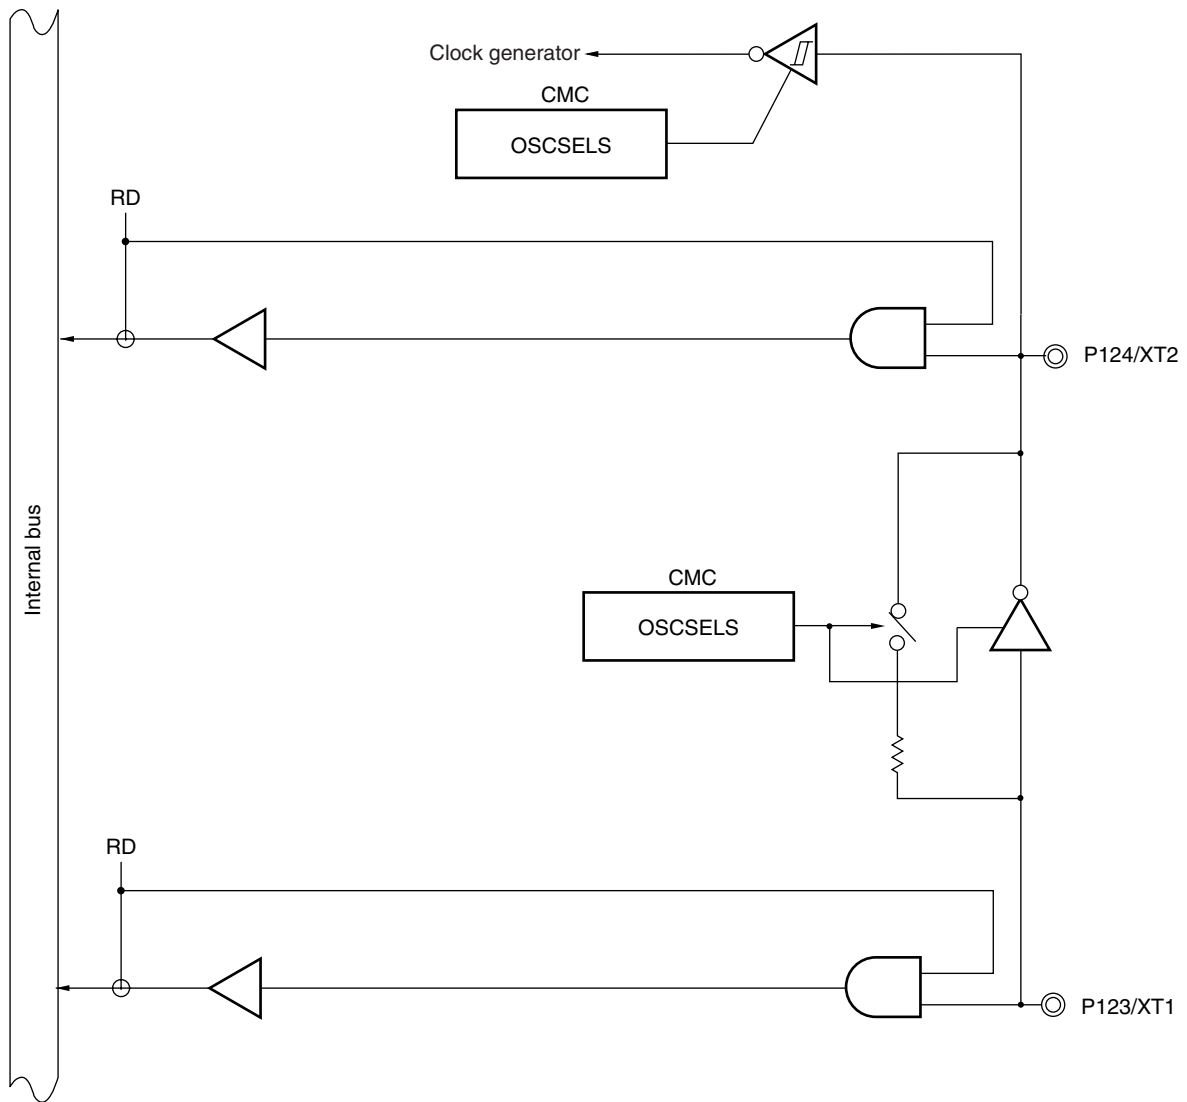 Clock generator
CMC
OSCSELS
RD
P124/XT2
Internal bus
CMC
OSCSELS
RD
P123/XT1